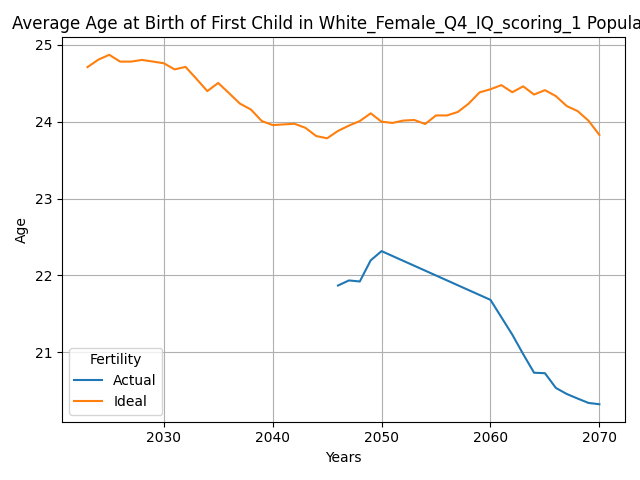 Average Age at Birth of First Child in White_Female_Q4_IQ_scoring_1 Popula
25
24
23
22
21
Age
Fertility
Actual
Ideal
2030 2040 2050 2060 2070
Years